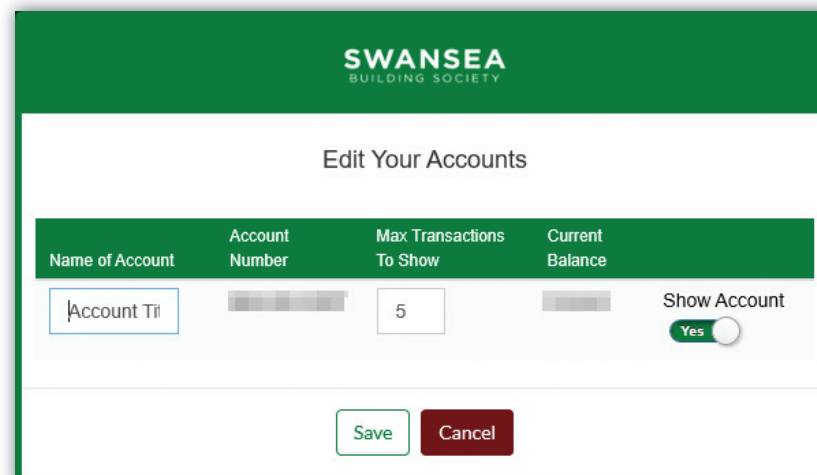 SWANSEA
BUILDING SOCIETY
Edit Your Accounts
Name of Account
Account
Number
Max Transactions
To Show
Current
Balance
Account Tit
5
Show Account
Yes
Save
Cancel